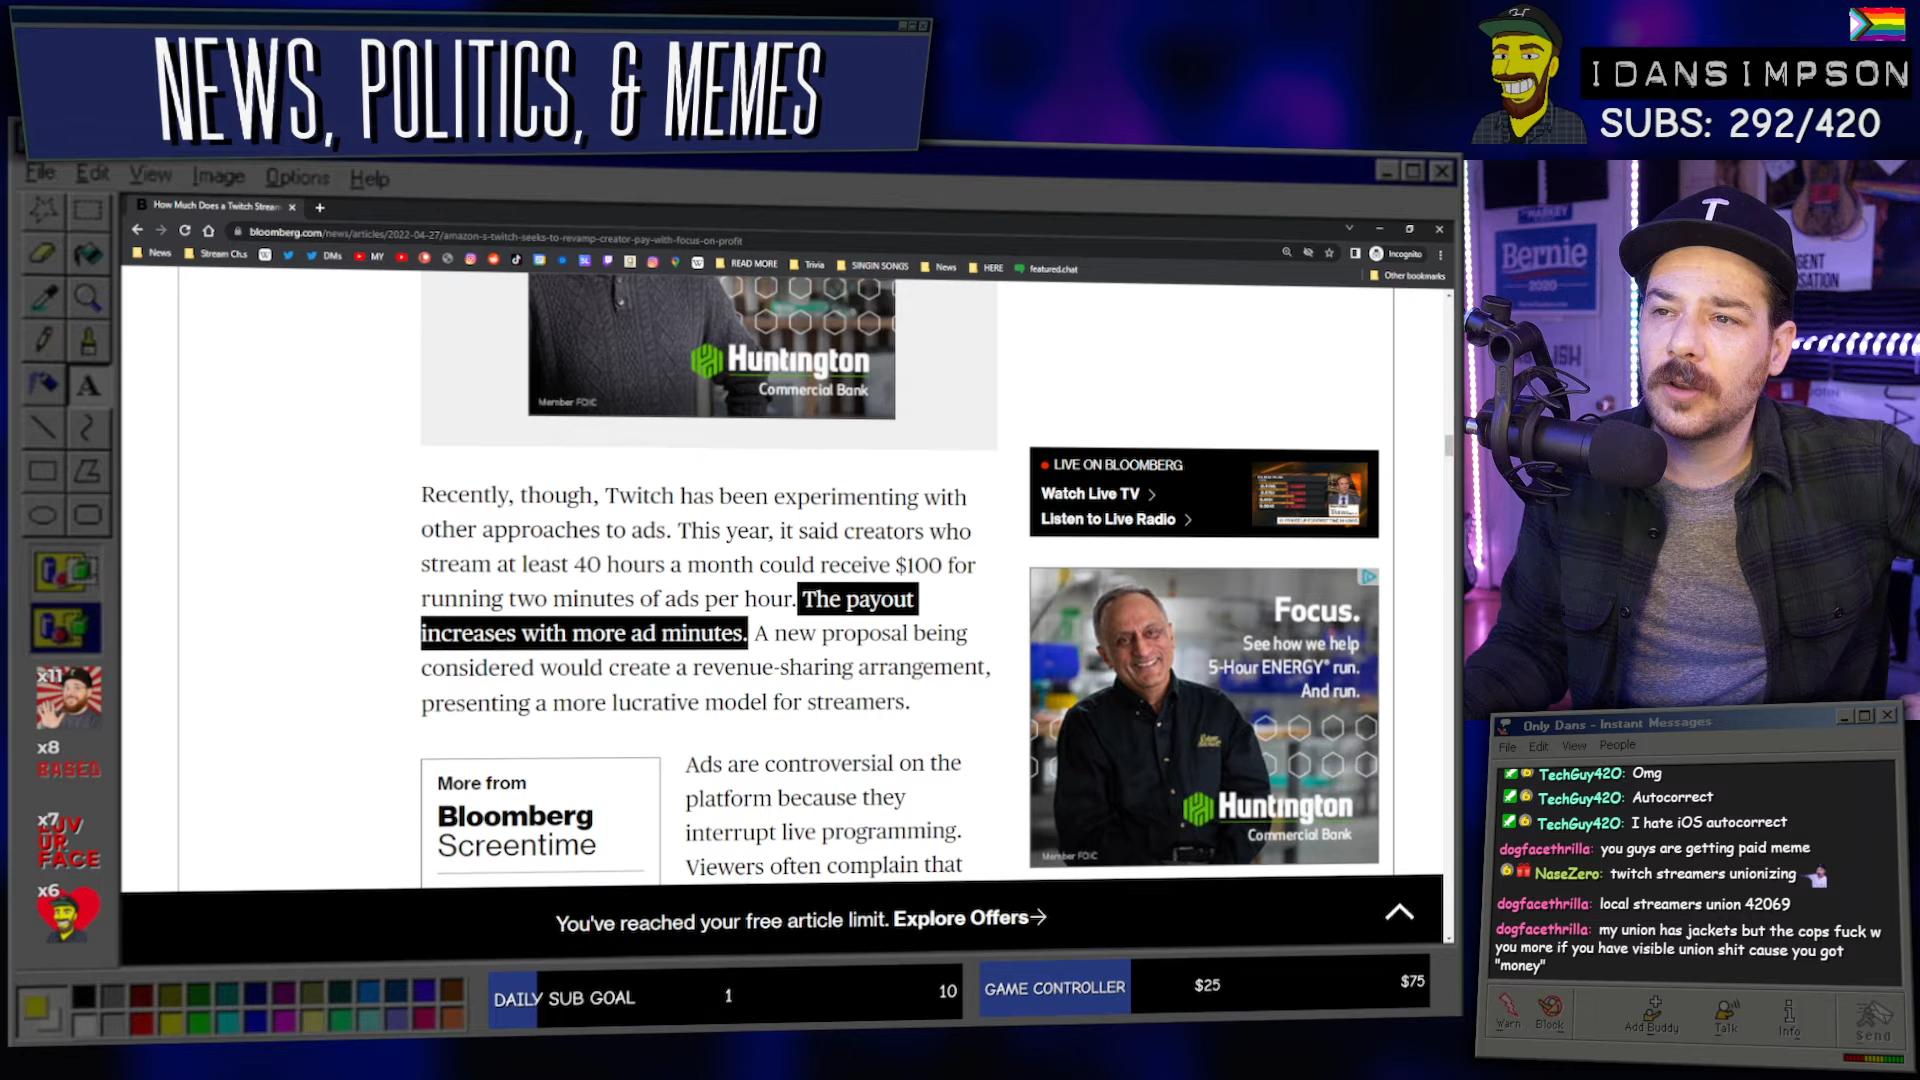 NEWS, POLITICS, & MEMES
IDANSIMPSON
SUBS: 292/420
File Edit View Image Options Help
How Much Does a Twitch Strea
bloomberg.com/news/articles/2022-04-27/amazon-s-twitch-seeks-to-revamp-creator-pay-with-focus-on-profit
Incognito
News Stream Ch.s DMs MY READ MORE Trivia SINGIN SONGS News HERE featured.chat
Other bookmarks
Huntington
Commercial Bank
Member FDIC
Recently, though, Twitch has been experimenting with
other approaches to ads. This year, it said creators who
stream at least 40 hours a month could receive $100 for
running two minutes of ads per hour. The payout
increases with more ad minutes. A new proposal being
considered would create a revenue-sharing arrangement,
presenting a more lucrative model for streamers.
More from
Bloomberg
Screentime
Ads are controversial on the
platform because they
interrupt live programming.
Viewers often complain that
LIVE ON BLOOMBERG
Watch Live TV
Listen to Live Radio
Focus.
See how we help
5-Hour ENERGY® run.
And run.
Huntington
Commercial Bank
Member FDIC
You've reached your free article limit. Explore Offers
x11
x8
BASED
x7
LUV
UR
FACE
x6
DAILY SUB GOAL 1 10
GAME CONTROLLER $25 $75
Bernie
2020
Only Dans - Instant Messages
File Edit View People
TechGuy420: Omg
TechGuy420: Autocorrect
TechGuy420: I hate iOS autocorrect
dogfacethrilla: you guys are getting paid meme
NaseZero: twitch streamers unionizing
dogfacethrilla: local streamers union 42069
dogfacethrilla: my union has jackets but the cops fuck w
you more if you have visible union shit cause you got
"money"
Warn Block Add Buddy Talk Info Send